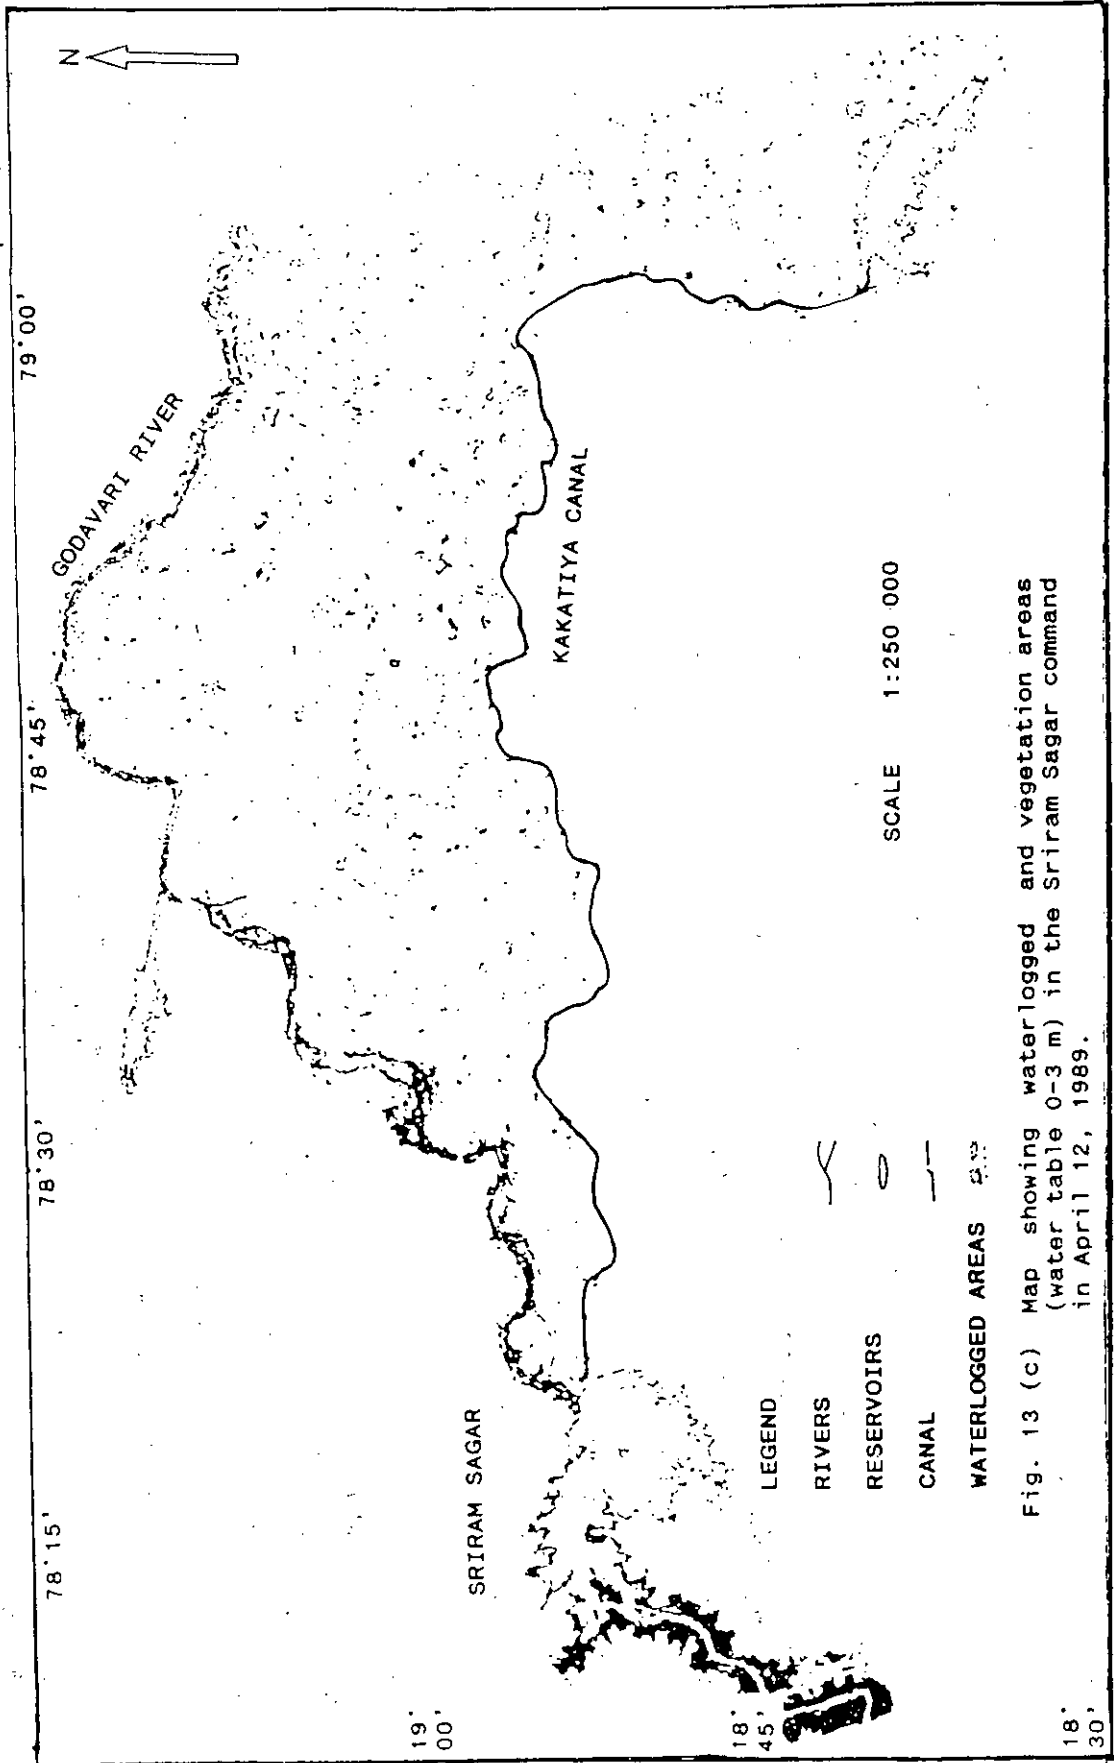 N
78°15'
78°30'
78°45'
79°00'
GODAVARI RIVER
19°
00'
SRIRAM SAGAR
KAKATIYA CANAL
18°
45'
LEGEND
RIVERS
RESERVOIRS
SCALE 1:250 000
CANAL
WATERLOGGED AREAS
18°
30'
Fig. 13 (c) Map showing waterlogged and vegetation areas
(water table 0-3 m) in the Sriram Sagar command
in April 12, 1989.